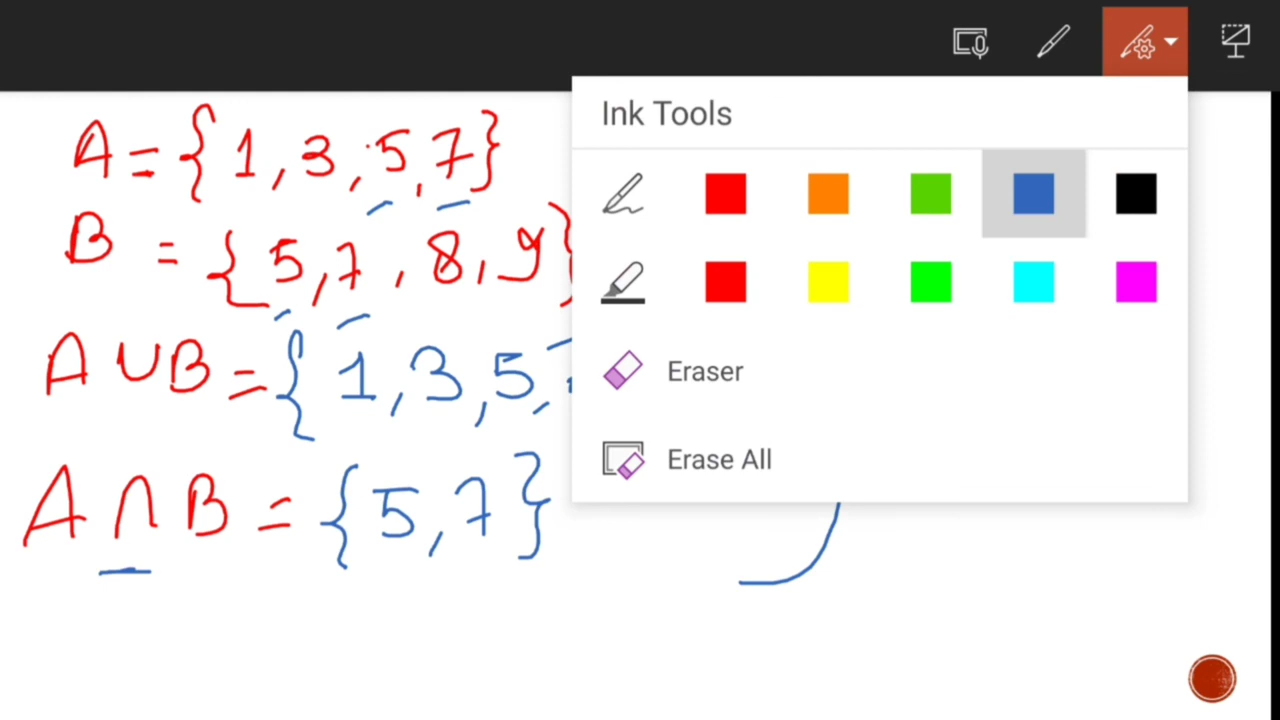 Ink Tools
A = {1, 3, 5, 7}
B = {5, 7, 8, 9}
A ∪ B = {1, 3, 5,
Eraser
A ∩ B = {5, 7}
Erase All